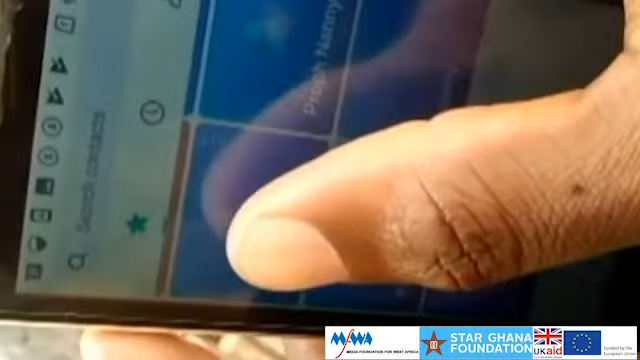 Search contacts
MFWA
MEDIA FOUNDATION FOR WEST AFRICA
STAR GHANA
FOUNDATION
UKaid
Funded by the
European Union